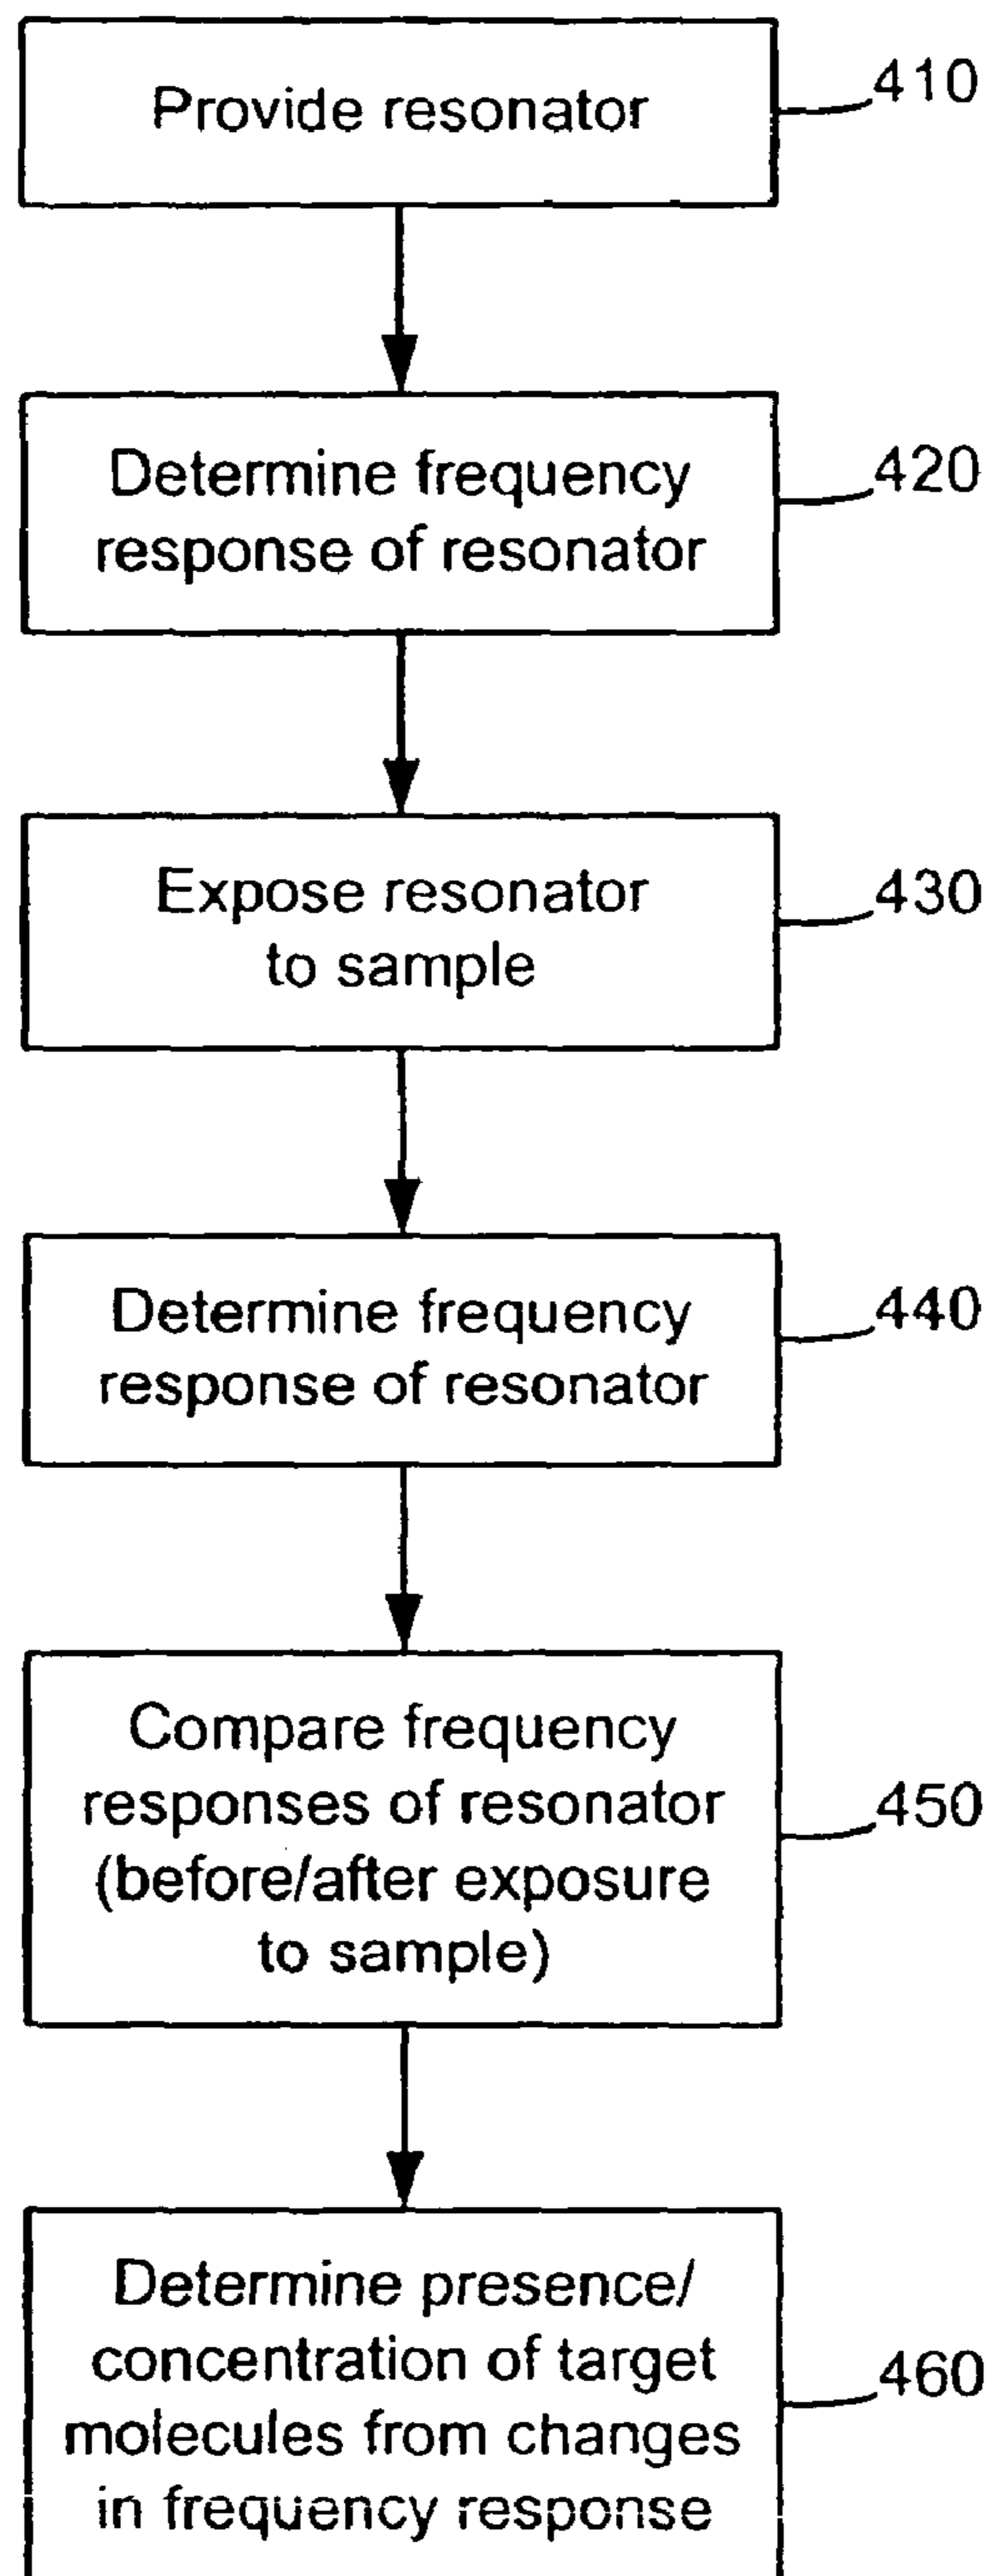 Provide resonator
410
Determine frequency
response of resonator
420
Expose resonator
to sample
430
Determine frequency
response of resonator
440
Compare frequency
responses of resonator
(before/after exposure
to sample)
450
Determine presence/
concentration of target
molecules from changes
in frequency response
460